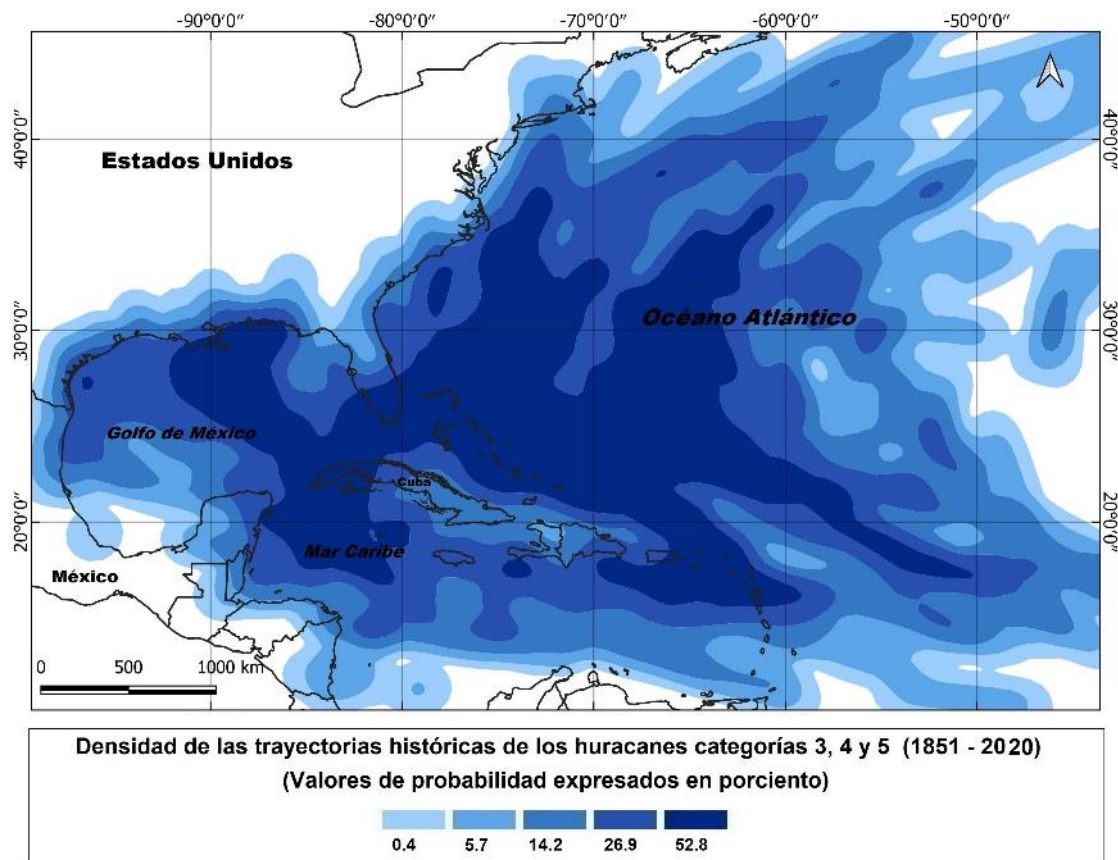 -90°0'0" -80°0'0" -70°0'0" -60°0'0" -50°0'0"
40°0'0" 40°0'0"
Estados Unidos
30°0'0" Océano Atlántico 30°0'0"
Golfo de México
Cuba
20°0'0" 20°0'0"
Mar Caribe
México
0 500 1000 km
Densidad de las trayectorias históricas de los huracanes categorías 3, 4 y 5 (1851 - 2020)
(Valores de probabilidad expresados en porciento)
0.4 5.7 14.2 26.9 52.8